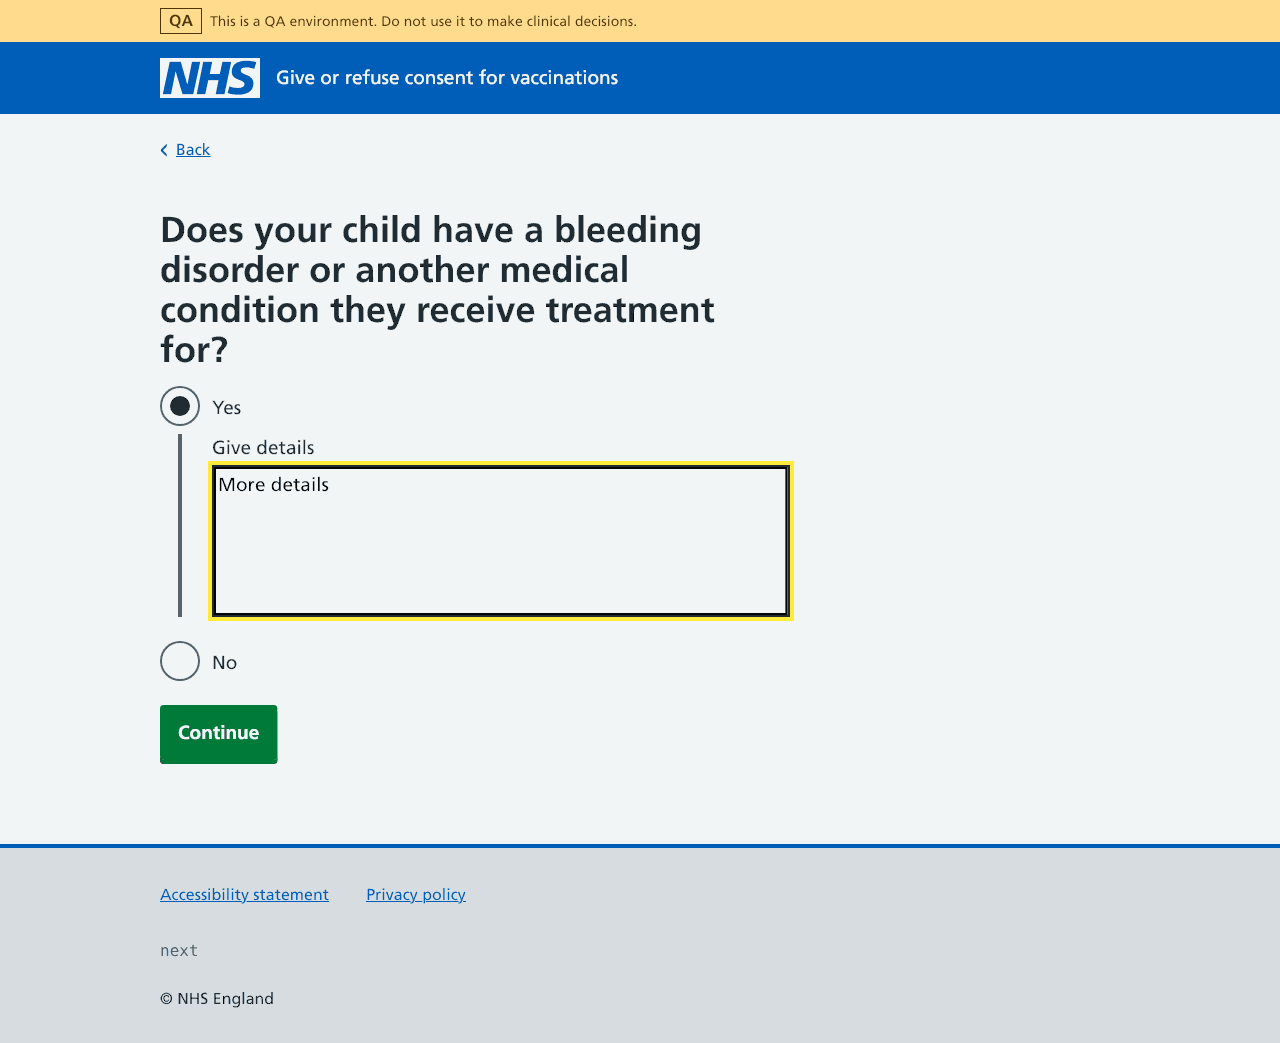 QA This is a QA environment. Do not use it to make clinical decisions.
NHS Give or refuse consent for vaccinations
Back
Does your child have a bleeding
disorder or another medical
condition they receive treatment
for?
Yes
Give details
More details
No
Continue
Accessibility statement Privacy policy
next
© NHS England